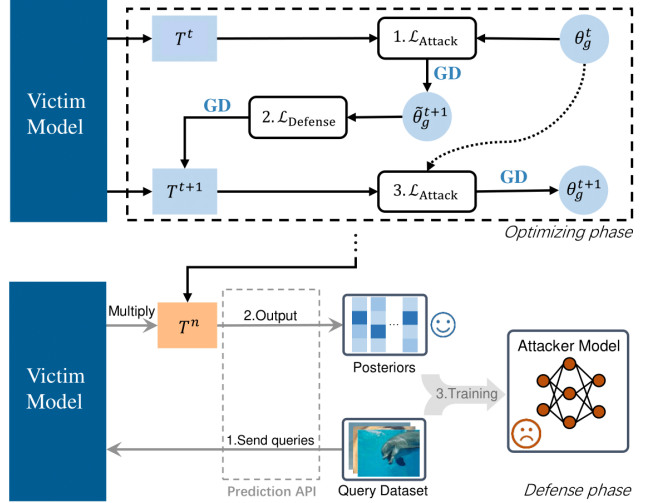 Victim
Model
T^t
1. ℒ_Attack
θ_g^t
GD
GD
2. ℒ_Defense
θ̃_g^{t+1}
T^{t+1}
3. ℒ_Attack
GD
θ_g^{t+1}
Optimizing phase
Victim
Model
Multiply
T^n
2.Output
...
Posteriors
Attacker Model
3.Training
1.Send queries
Prediction API
Query Dataset
Defense phase